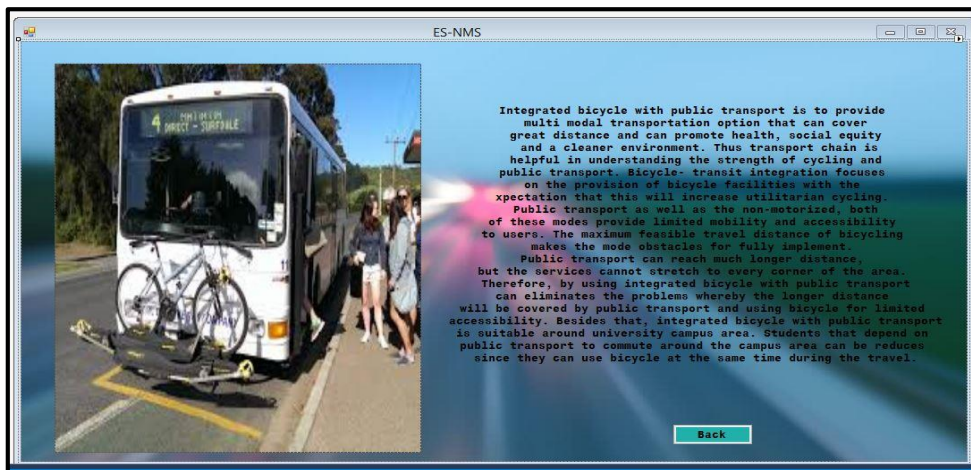 ES-NMS
4
DIRECT - SURFDALE
Integrated bicycle with public transport is to provide
multi modal transportation option that can cover
great distance and can promote health, social equity
and a cleaner environment. Thus transport chain is
helpful in understanding the strength of cycling and
public transport. Bicycle- transit integration focuses
on the provision of bicycle facilities with the
xpectation that this will increase utilitarian cycling.
Public transport as well as the non-motorized, both
of these modes provide limited mobility and accessibility
to users. The maximum feasible travel distance of bicycling
makes the mode obstacles for fully implement.
Public transport can reach much longer distance,
but the services cannot stretch to every corner of the area.
Therefore, by using integrated bicycle with public transport
can eliminates the problems whereby the longer distance
will be covered by public transport and using bicycle for limited
accessibility. Besides that, integrated bicycle with public transport
is suitable around university campus area. Students that depend on
public transport to commute around the campus area can be reduces
since they can use bicycle at the same time during the travel.
Back